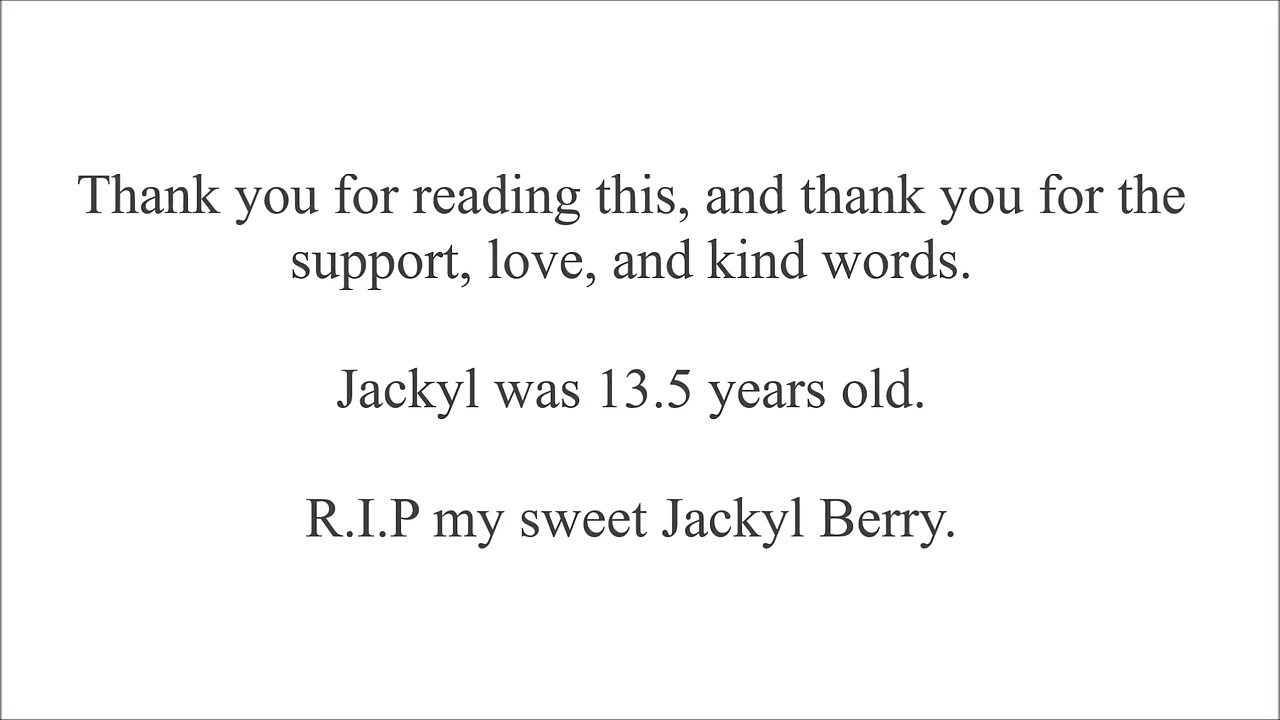 Thank you for reading this, and thank you for the
support, love, and kind words.
Jackyl was 13.5 years old.
R.I.P my sweet Jackyl Berry.